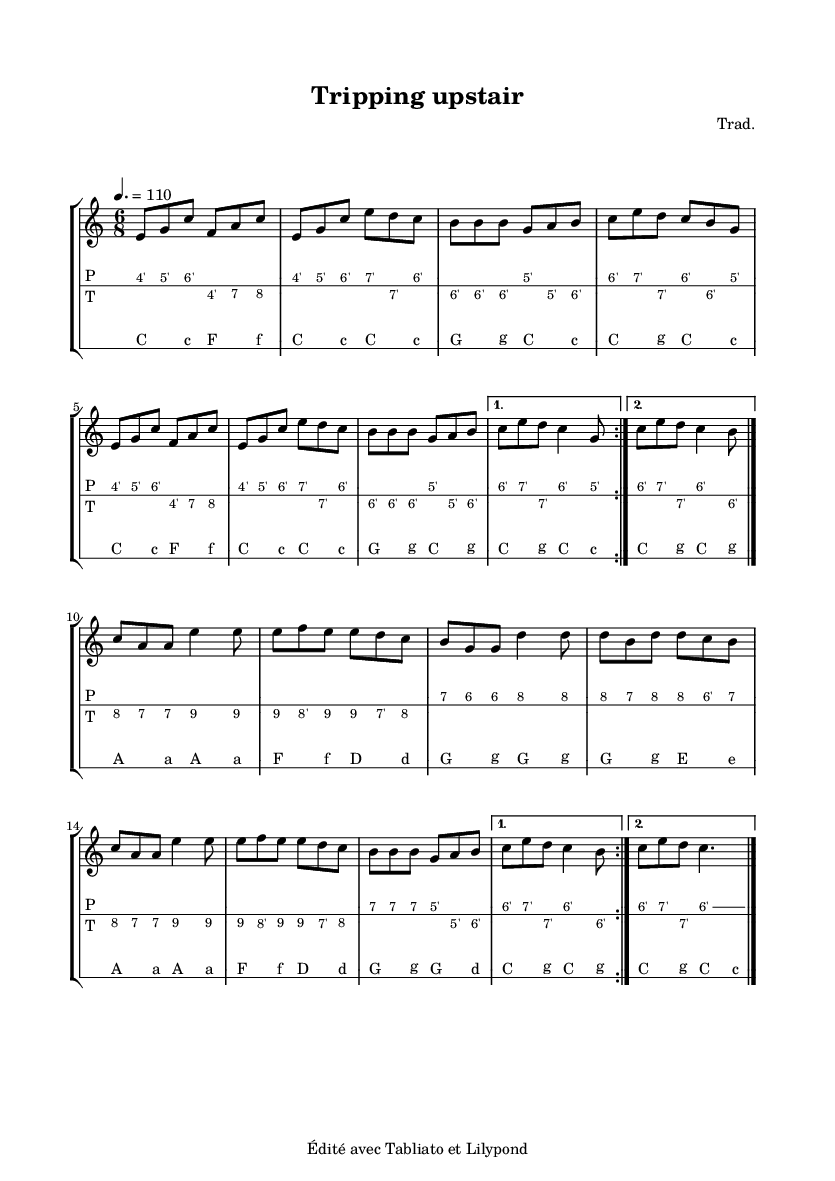 Tripping upstair
Trad.
♩. = 110
6
8
P 4' 5' 6' 4' 5' 6' 7' 6' 5' 6' 7' 6' 5'
T 4' 7 8 7' 6' 6' 6' 5' 6' 7' 6'
C c F f C c C c G g C c C g C c
5 1. 2.
P 4' 5' 6' 4' 5' 6' 7' 6' 5' 6' 7' 6' 5' 6' 7' 6'
T 4' 7 8 7' 6' 6' 6' 5' 6' 7' 7' 6'
C c F f C c C c G g C g C g C c C g C g
10
P 7 6 6 8 8 8 7 8 8 6' 7
T 8 7 7 9 9 9 8' 9 9 7' 8
A a A a F f D d G g G g G g E e
14 1. 2.
P 7 7 7 5' 6' 7' 6' 6' 7' 6'
T 8 7 7 9 9 9 8' 9 9 7' 8 5' 6' 7' 6' 7'
A a A a F f D d G g G d C g C g C g C c
Édité avec Tabliato et Lilypond